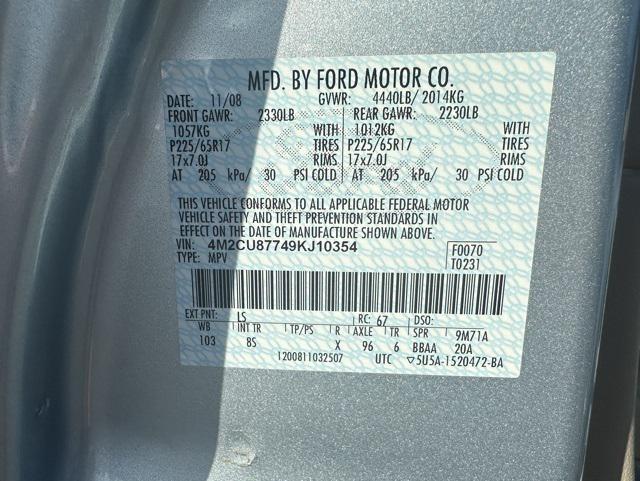 MFD. BY FORD MOTOR CO.
DATE: 11/08 GVWR: 4440LB/ 2014KG
FRONT GAWR: 2330LB REAR GAWR: 2230LB
1057KG WITH 1012KG WITH
P225/65R17 TIRES P225/65R17 TIRES
17x7.0J RIMS 17x7.0J RIMS
AT 205 kPa/ 30 PSI COLD AT 205 kPa/ 30 PSI COLD
THIS VEHICLE CONFORMS TO ALL APPLICABLE FEDERAL MOTOR
VEHICLE SAFETY AND THEFT PREVENTION STANDARDS IN
EFFECT ON THE DATE OF MANUFACTURE SHOWN ABOVE.
VIN: 4M2CU87749KJ10354 F0070
TYPE: MPV T0231
EXT PNT: LS RC: 67 DSO:
WB INT TR TP/PS R AXLE TR SPR 9M71A
103 BS X 96 6 BBAA 20A
1200811032507 UTC ▽5U5A-1520472-BA